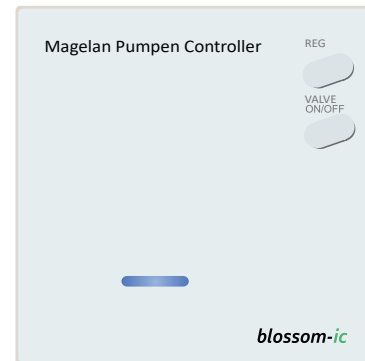 Magelan Pumpen Controller
REG
VALVE
ON/OFF
blossom-ic